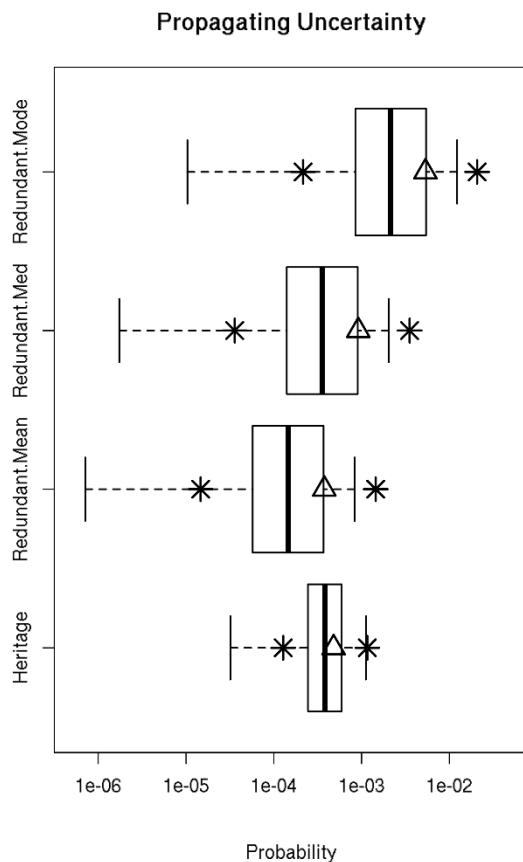 Propagating Uncertainty
Redundant.Mode
Redundant.Med
Redundant.Mean
Heritage
1e-06 1e-05 1e-04 1e-03 1e-02
Probability